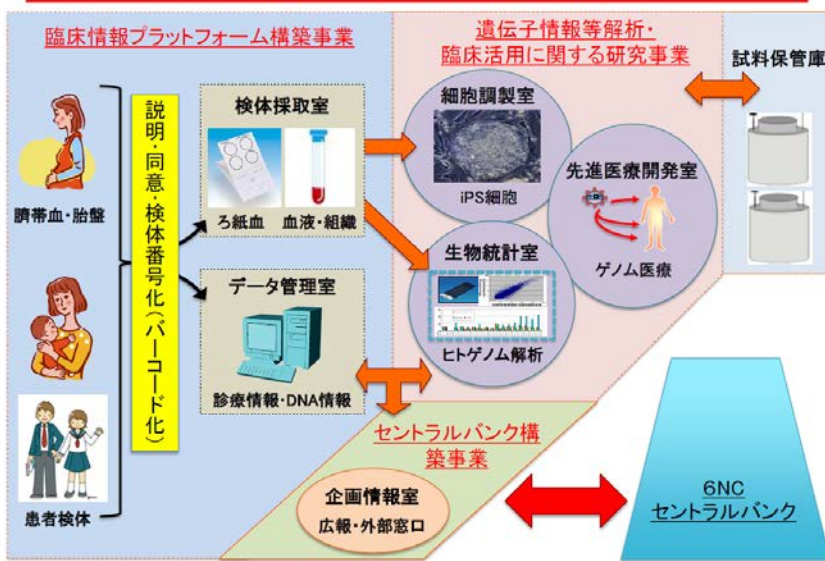 臨床情報プラットフォーム構築事業
臍帯血・胎盤
患者検体
説明・同意・検体番号化(バーコード化)
検体採取室
ろ紙血
血液・組織
データ管理室
診療情報・DNA情報
遺伝子情報等解析・
臨床活用に関する研究事業
細胞調製室
iPS細胞
先進医療開発室
ゲノム医療
生物統計室
ヒトゲノム解析
試料保管庫
セントラルバンク構
築事業
企画情報室
広報・外部窓口
6NC
セントラルバンク